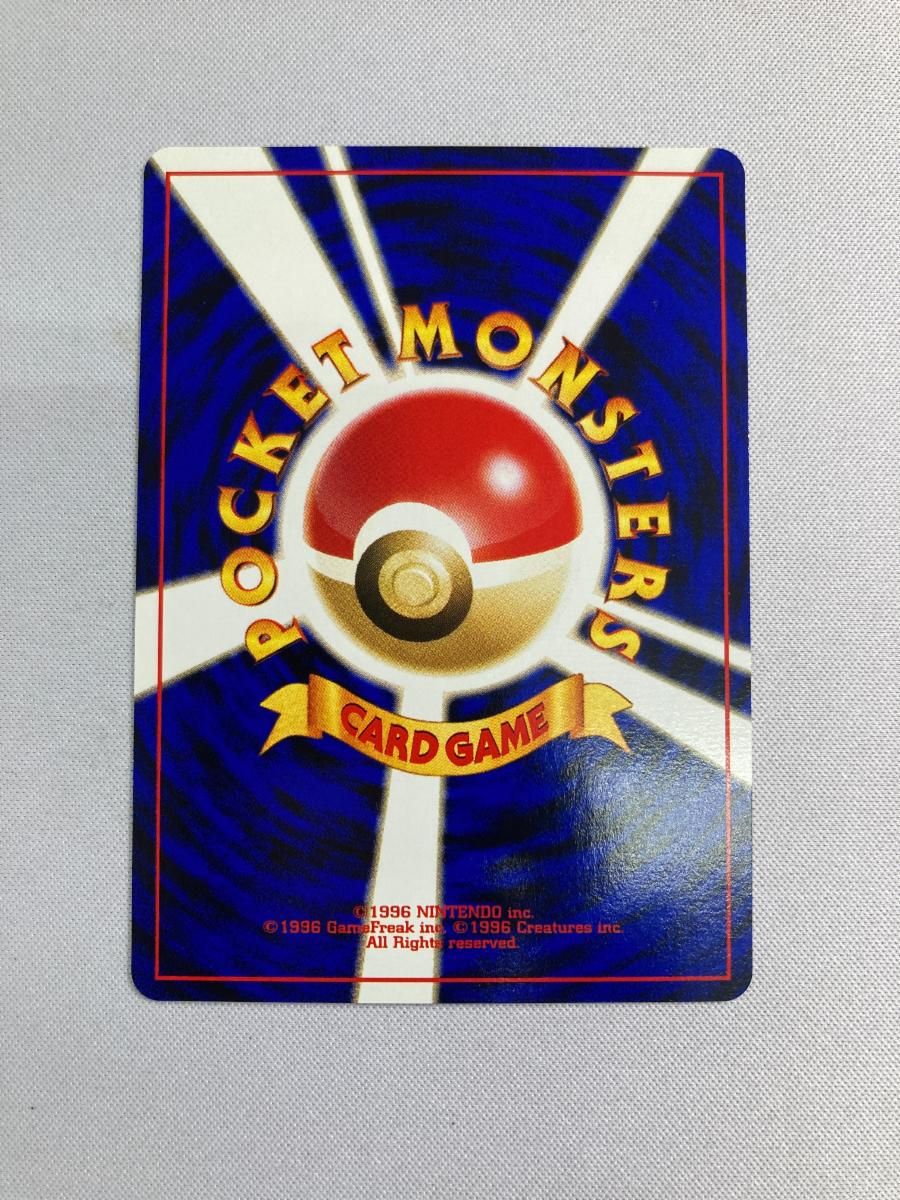 POCKET MONSTERS
CARD GAME
©1996 NINTENDO inc.
©1996 GameFreak inc. ©1996 Creatures inc.
All Rights reserved.